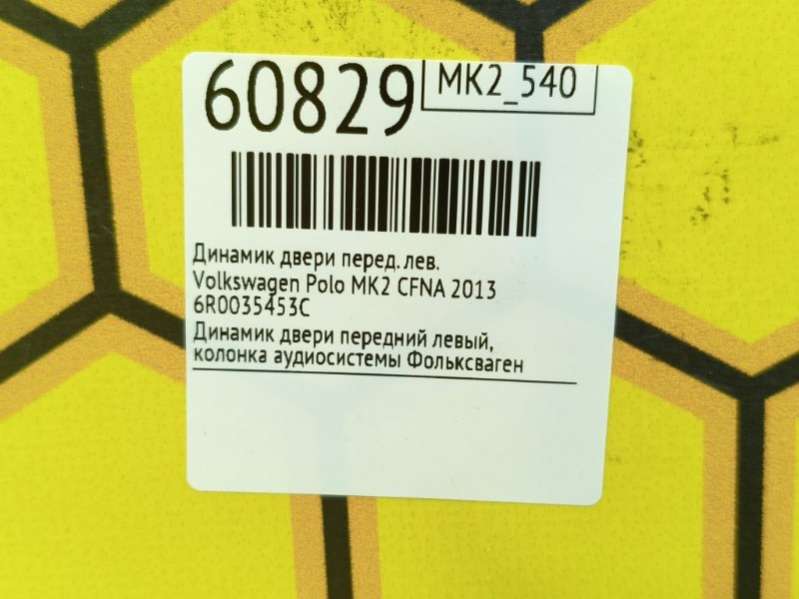 60829
MK2_540
Динамик двери перед. лев.
Volkswagen Polo MK2 CFNA 2013
6R0035453C
Динамик двери передний левый,
колонка аудиосистемы Фольксваген